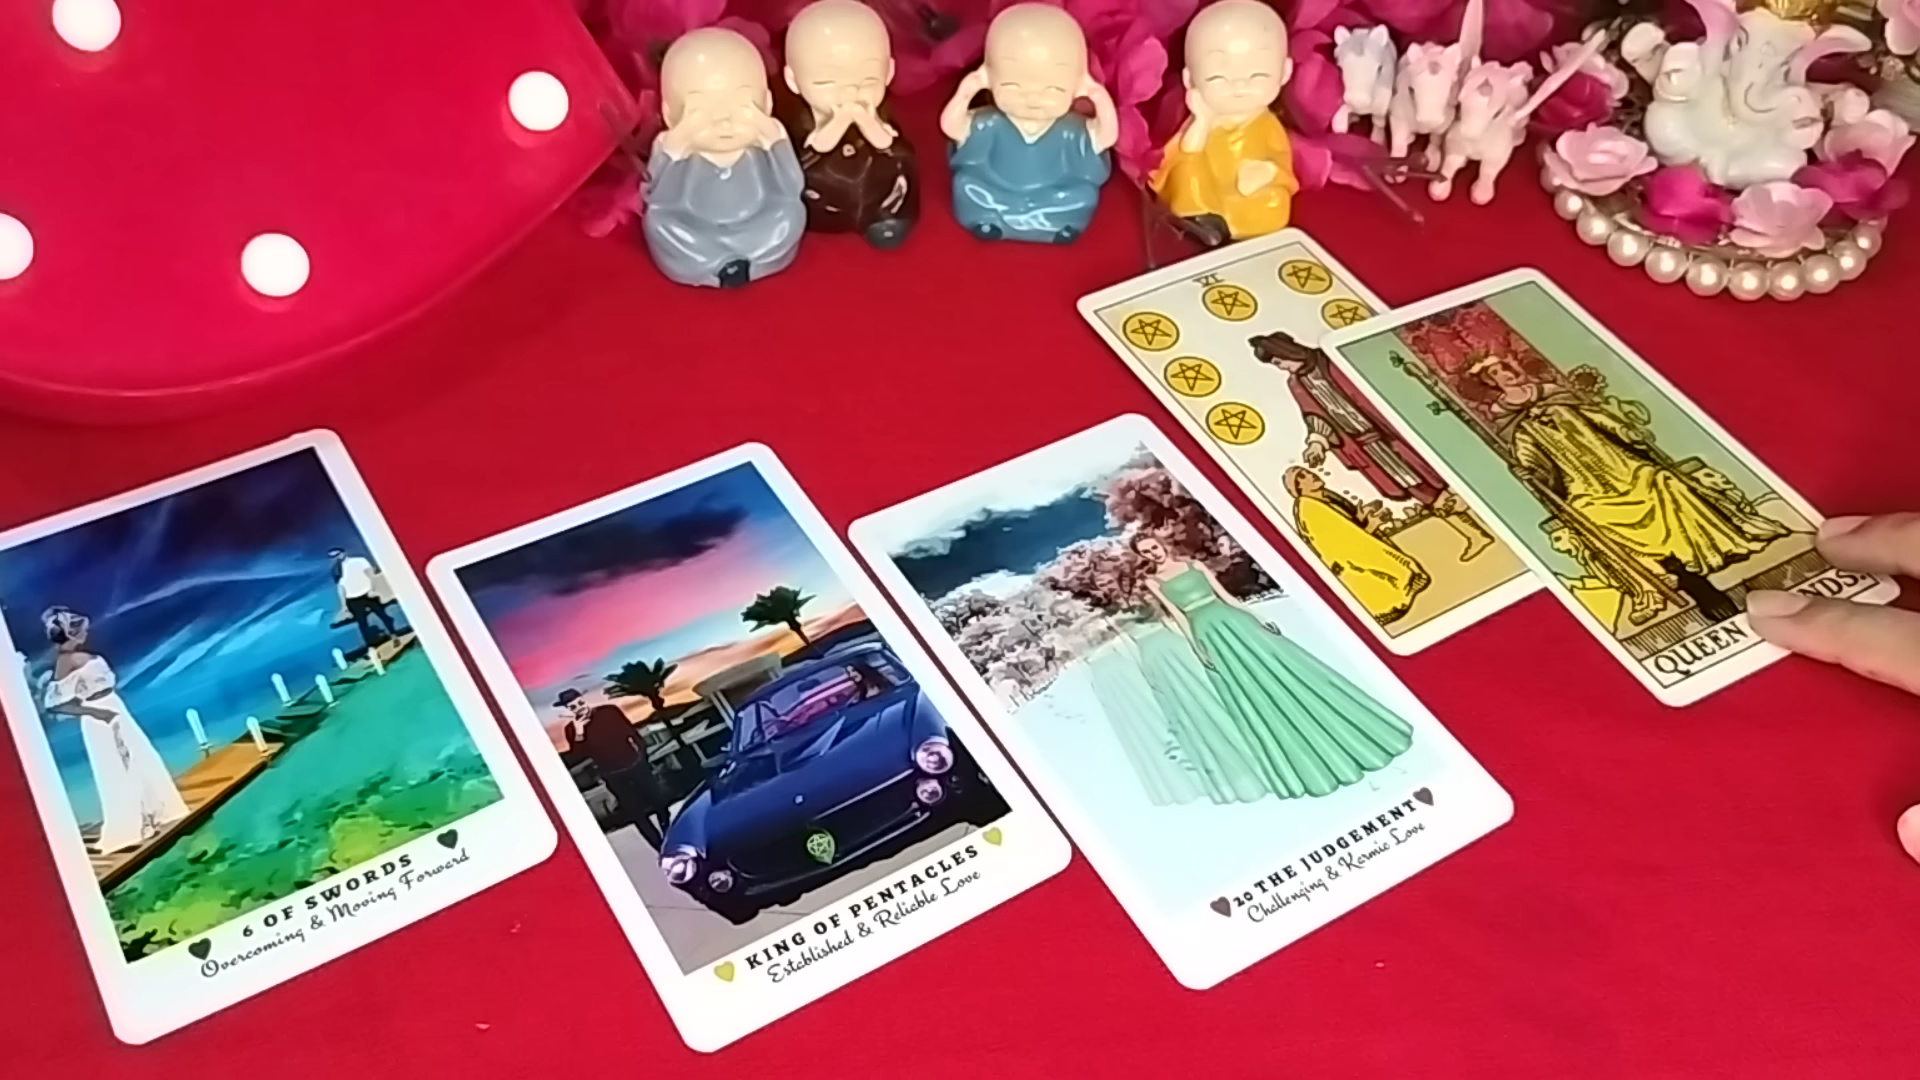 6 OF SWORDS
Overcoming & Moving Forward
KING OF PENTACLES
Established & Reliable Love
20 THE JUDGEMENT
Challenging & Karmic Love
VI
QUEEN
NDS.